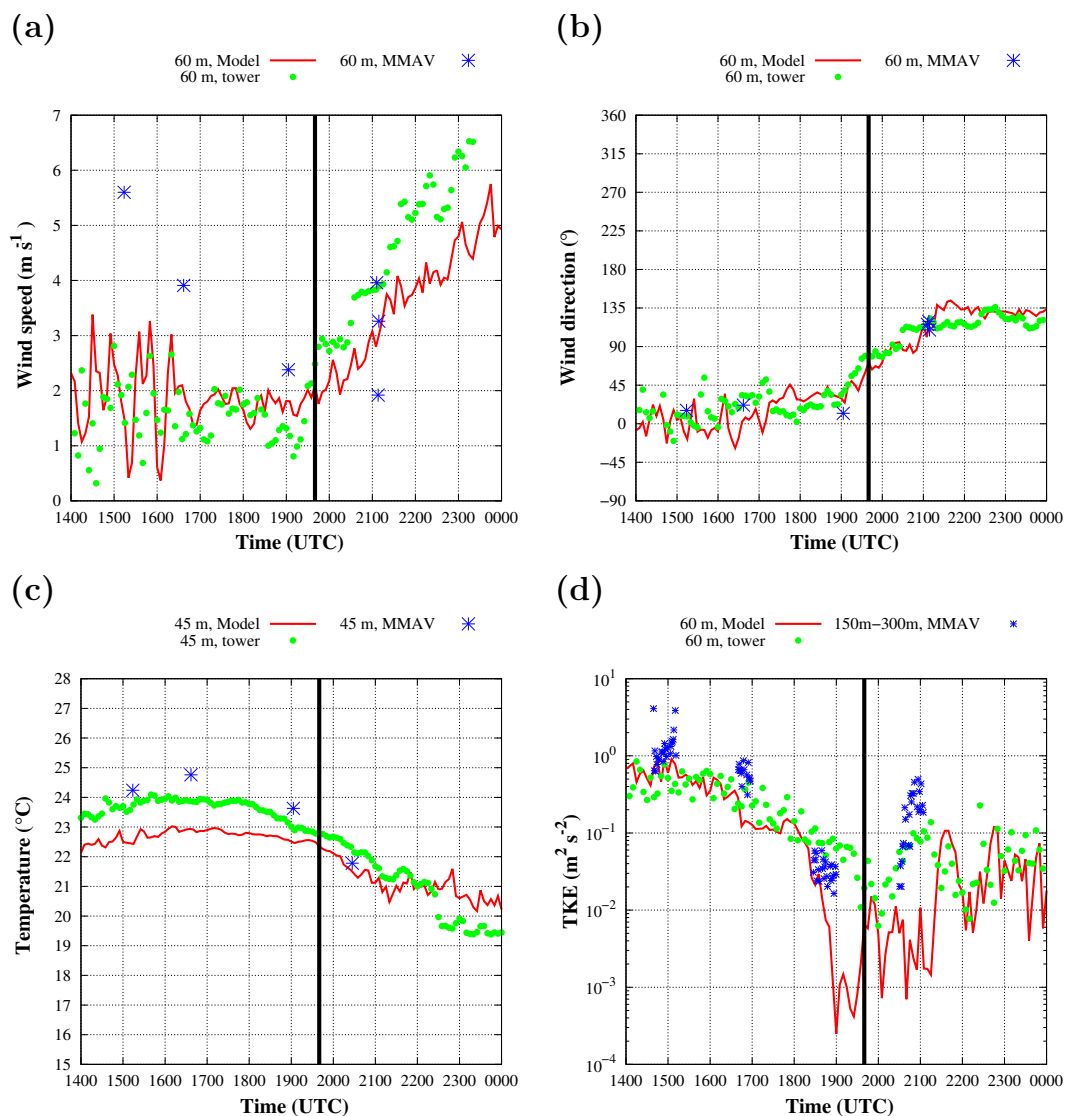 (a)
60 m, Model 60 m, MMAV
60 m, tower
7
6
5
4
3
2
1
0
Wind speed (m s⁻¹)
1400 1500 1600 1700 1800 1900 2000 2100 2200 2300 0000
Time (UTC)
(b)
60 m, Model 60 m, MMAV
60 m, tower
360
315
270
225
180
135
90
45
0
−45
−90
Wind direction (°)
1400 1500 1600 1700 1800 1900 2000 2100 2200 2300 0000
Time (UTC)
(c)
45 m, Model 45 m, MMAV
45 m, tower
28
27
26
25
24
23
22
21
20
19
18
17
16
15
Temperature (°C)
1400 1500 1600 1700 1800 1900 2000 2100 2200 2300 0000
Time (UTC)
(d)
60 m, Model 150m−300m, MMAV
60 m, tower
10¹
10⁰
10⁻¹
10⁻²
10⁻³
10⁻⁴
TKE (m² s⁻²)
1400 1500 1600 1700 1800 1900 2000 2100 2200 2300 0000
Time (UTC)